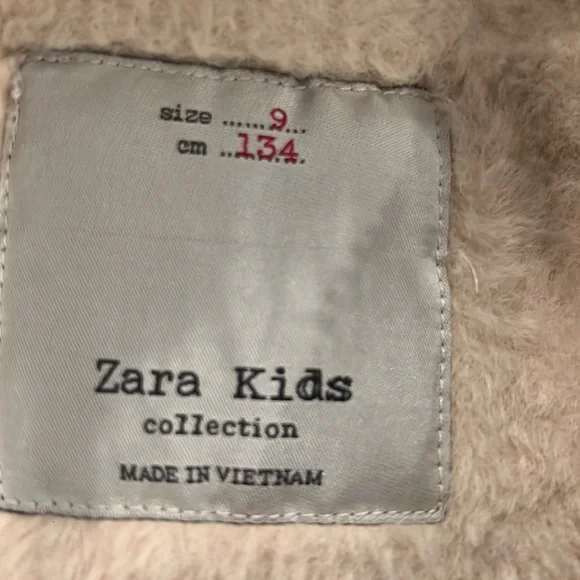 size ......9...
cm ..134.
Zara Kids
collection
MADE IN VIETNAM